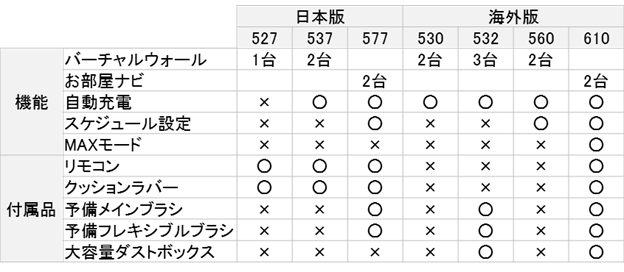 日本版 海外版
527 537 577 530 532 560 610
機能
バーチャルウォール 1台 2台 2台 3台 2台
お部屋ナビ 2台 2台
自動充電 × ○ ○ ○ ○ ○ ○
スケジュール設定 × × ○ × × ○ ○
MAXモード × × × × × × ○
付属品
リモコン ○ ○ ○ × × × ○
クッションラバー ○ ○ ○ × × × ○
予備メインブラシ × × ○ × ○ × ○
予備フレキシブルブラシ × × ○ × ○ × ○
大容量ダストボックス × × × × ○ × ○